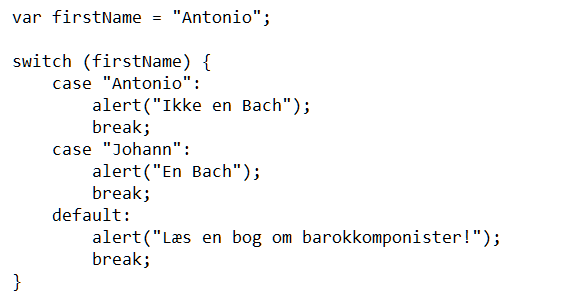 var firstName = "Antonio";
switch (firstName) {
case "Antonio":
alert("Ikke en Bach");
break;
case "Johann":
alert("En Bach");
break;
default:
alert("Læs en bog om barokkomponister!");
break;
}